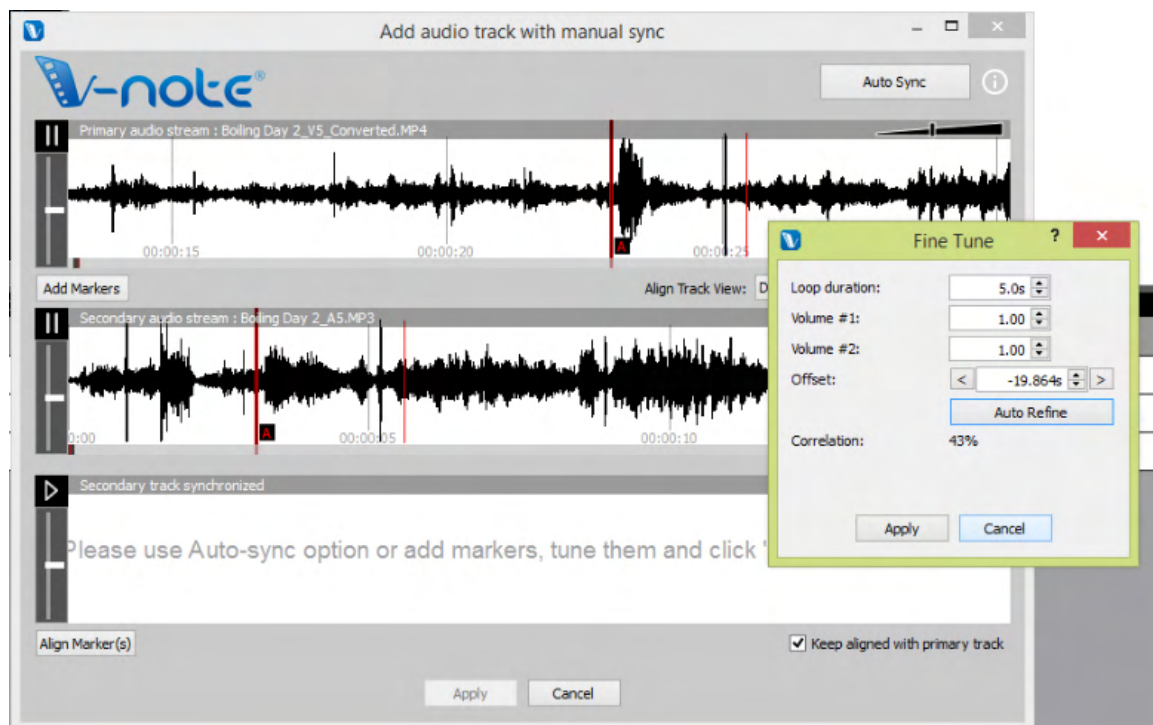 Add audio track with manual sync
V-note®
Auto Sync
Primary audio stream : Boiling Day 2_V5_Converted.MP4
00:00:15
00:00:20
00:00:25
A
Add Markers
Align Track View: D
Secondary audio stream : Boiling Day 2_A5.MP3
A
0:00
00:00:05
00:00:10
Secondary track synchronized
Please use Auto-sync option or add markers, tune them and click '
Align Marker(s)
Keep aligned with primary track
Apply
Cancel
Fine Tune
?
Loop duration: 5.0s
Volume #1: 1.00
Volume #2: 1.00
Offset: < -19.864s >
Auto Refine
Correlation: 43%
Apply
Cancel